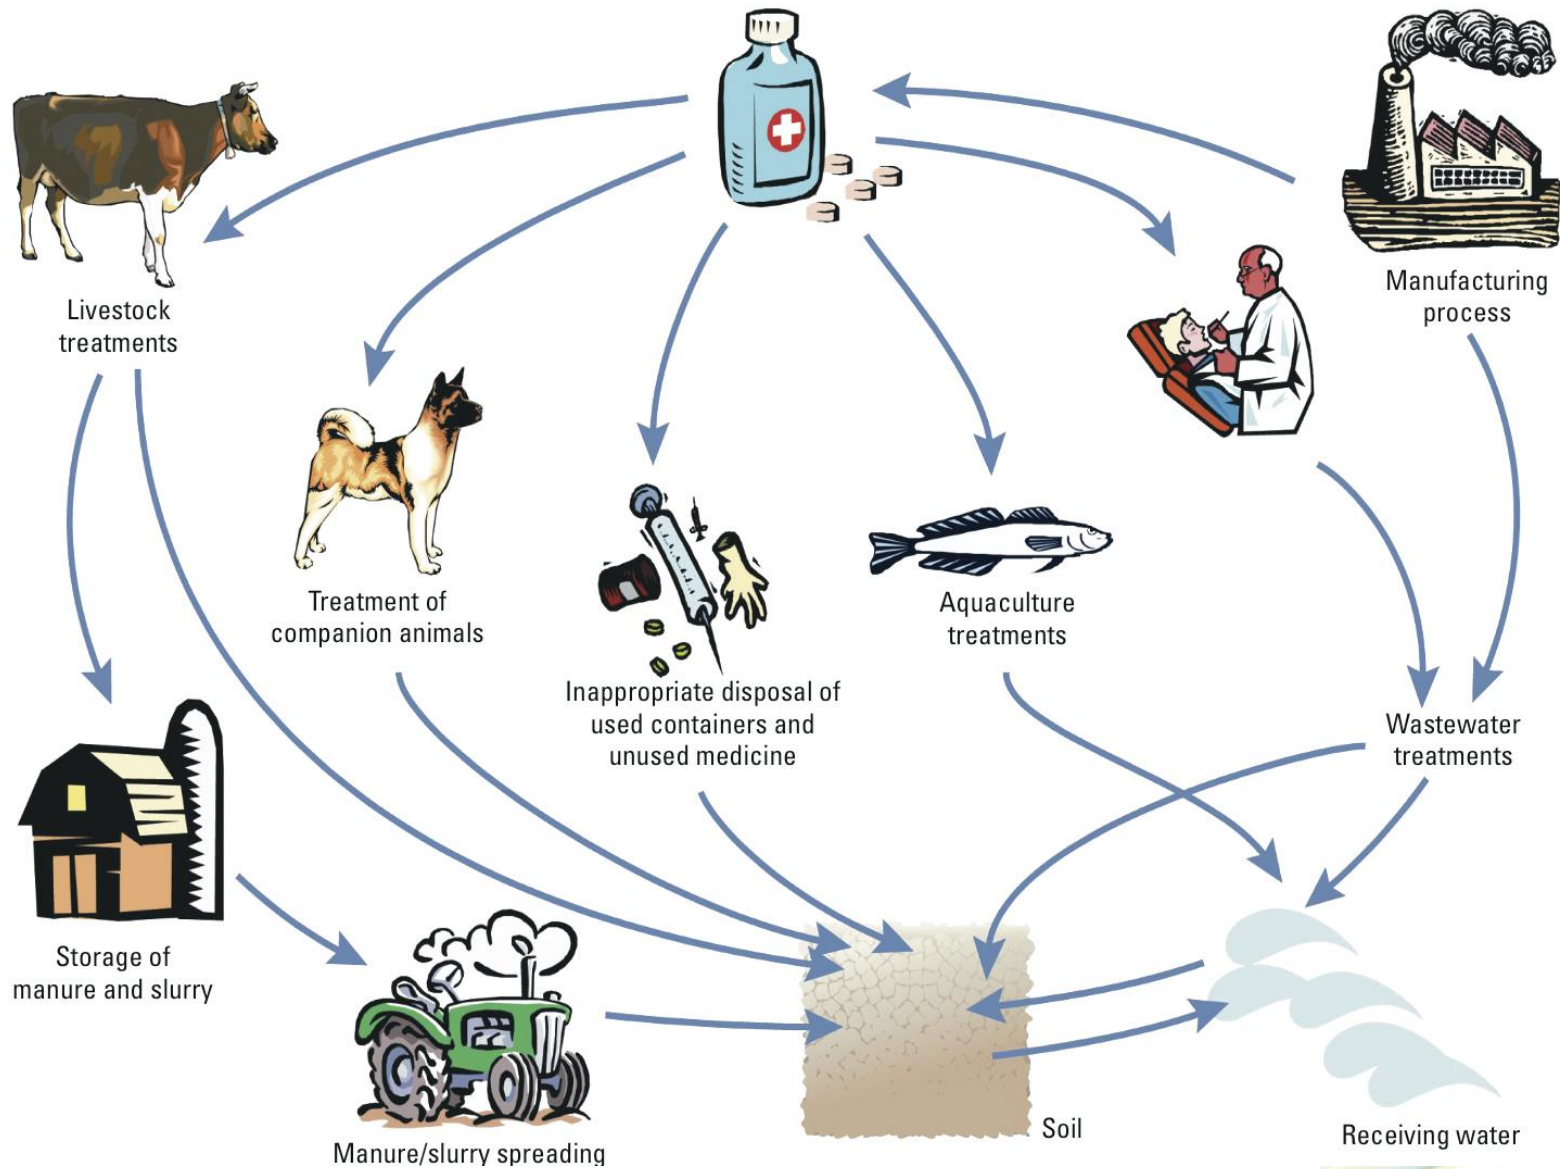 Livestock
treatments
Manufacturing
process
Treatment of
companion animals
Inappropriate disposal of
used containers and
unused medicine
Aquaculture
treatments
Wastewater
treatments
Storage of
manure and slurry
Manure/slurry spreading
Soil
Receiving water